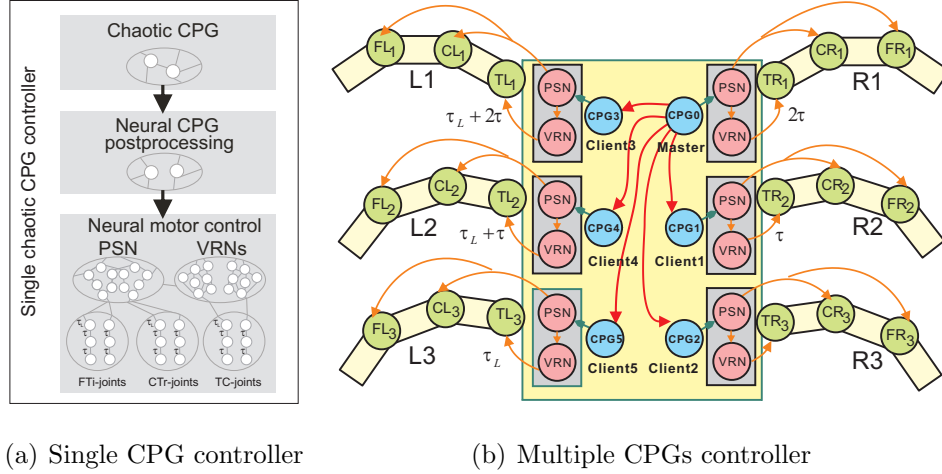 Single chaotic CPG controller
Chaotic CPG
Neural CPG
postprocessing
Neural motor control
PSN VRNs
τL τL τL
τ τ τ τ τ τ
τ τ τ τ τ τ
FTi-joints CTr-joints TC-joints
(a) Single CPG controller
FL1 CL1 TL1
L1
τL + 2τ
PSN
VRN
CPG3
Client3
CPG0
Master
PSN
VRN
TR1 CR1 FR1
R1
2τ
FL2 CL2 TL2
L2
τL + τ
PSN
VRN
CPG4
Client4
CPG1
Client1
PSN
VRN
TR2 CR2 FR2
R2
τ
FL3 CL3 TL3
L3
τL
PSN
VRN
CPG5
Client5
CPG2
Client2
PSN
VRN
TR3 CR3 FR3
R3
(b) Multiple CPGs controller